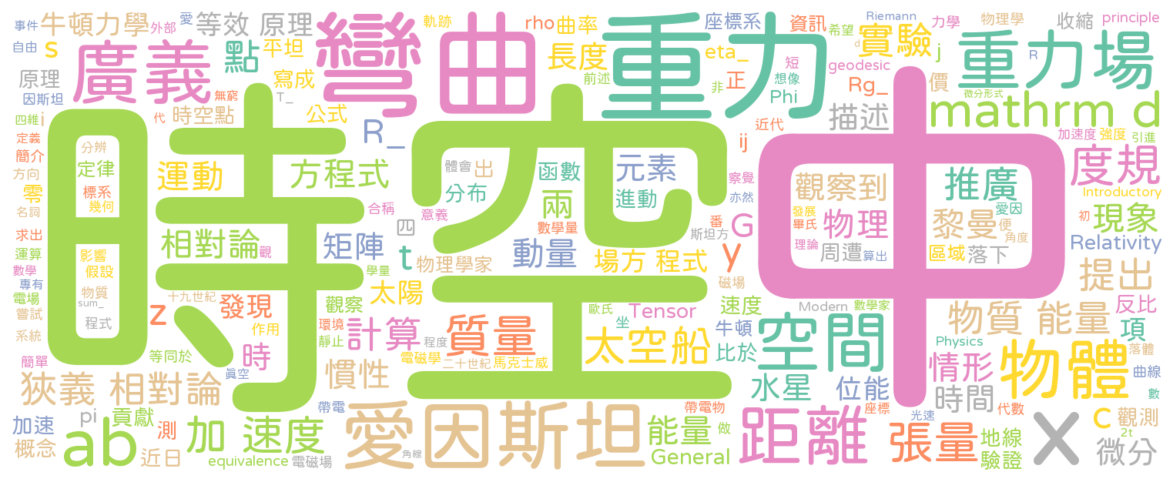 事件 愛 牛頓力學 外部 等效 原理 軌跡 rho 曲率 座標系 資訊 希望 Riemann 力學 物理學 收縮 principle
自由 s 廣義 點 平坦 彎曲 長度 eta_ 重力 正 短 想像 實驗 j 重力場
原理 寫成 前述 非 Phi geodesic Rg_ 價 mathrm d
因斯坦 無窮 T_ 微分形式
四維 i 代 時空點 公式 R_ 近代 ij 描述 加速度 強度 引進
定義 簡介 分辨 時空 中 度規
方向 零 定律 運動 方程式 體會 出 函數 元素 察覺 觀察到 推廣
名詞 標系 幾何 合稱 分布 兩 進動 亦然 發展 愛因 初 Introductory
求出 意義 四 數學量 番 斯坦方 G 畢氏 物理 黎曼 便 角度 現象
運算 影響 相對論 觀 矩陣 t 動量 場方 程式 y 理論 周遭 算出 區域 落下 Relativity
數學 假設 物理學家 磁場
專有 電場 物質 學量 太陽 提出
嘗試 sum_ 十九世紀 發現 觀察 歐氏 Tensor 速度 Modern 數學家 物質 能量 反比
系統 程式 z 作用 環境 計算 質量 坐 牛頓 空間 項
簡單 等同於 時 靜止 程度 太空船 比於 Physics 落體
真空 慣性 電磁學 二十世紀 馬克士威 水星 位能 情形 物體 曲線
狹義 相對論 時間 數
加速 pi 貢獻 帶電 愛因斯坦 帶電物 做 距離 座標 光速 代數 c 觀測
概念 ab 測 加 速度 能量 張量 地線 X 2t
近日 equivalence 電磁場 角線 General 驗證 微分